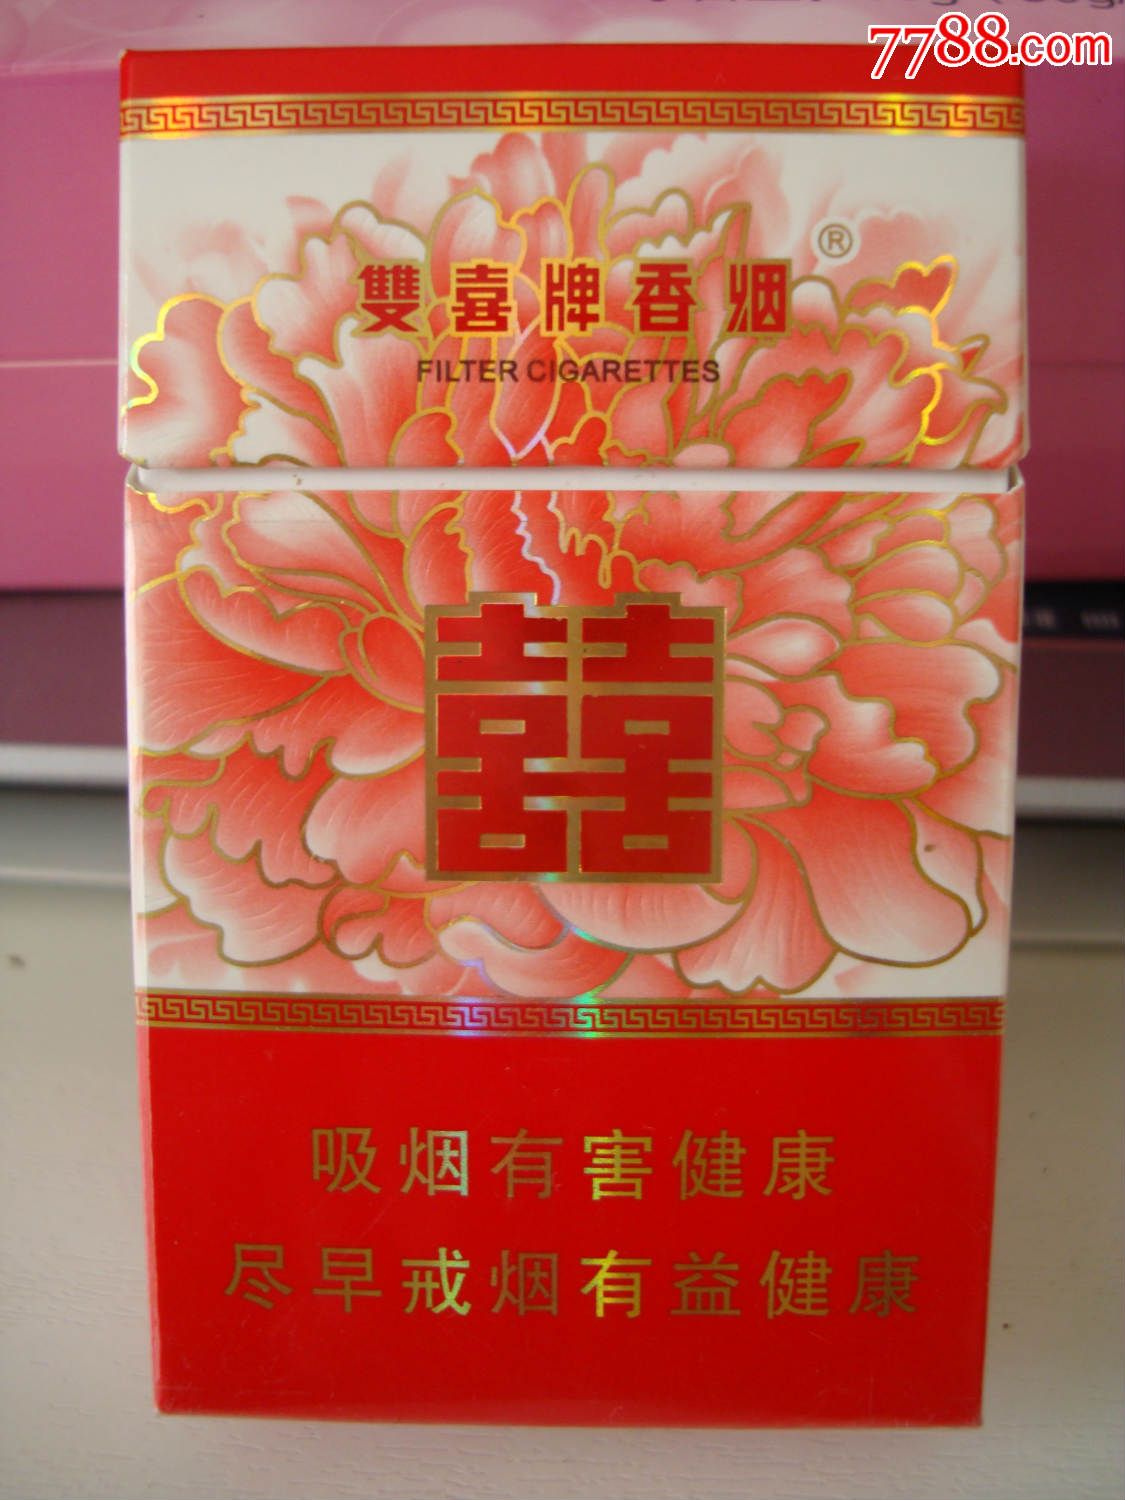 7788.com
雙喜牌香烟®
FILTER CIGARETTES
囍
吸烟有害健康
尽早戒烟有益健康